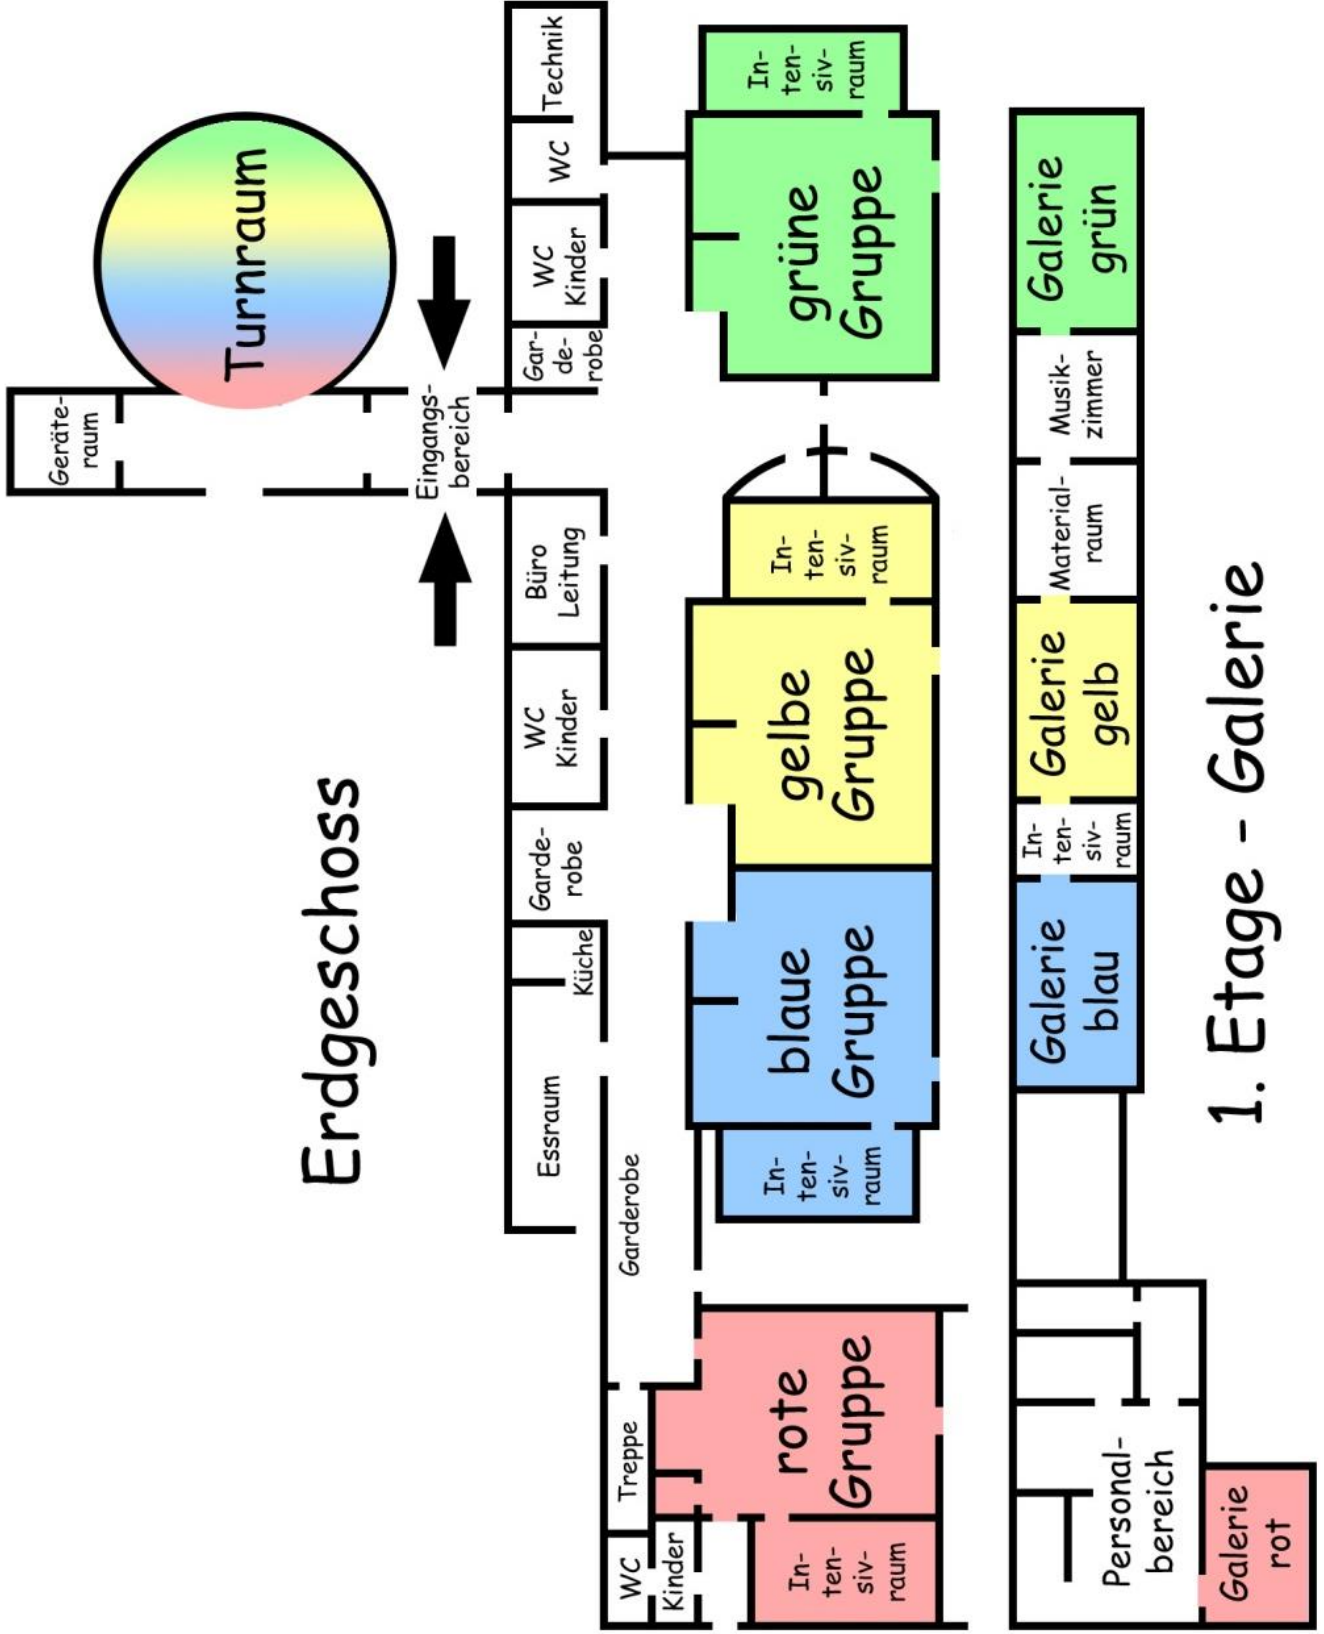 Geräte-
raum
Turnraum
Eingangs-
bereich
Erdgeschoss
Essraum
Küche
Garde-
robe
WC
Kinder
Büro
Leitung
Gar-
de-
robe
WC
Kinder
WC
Technik
WC
Kinder
Treppe
Garderobe
In-
ten-
siv-
raum
rote
Gruppe
In-
ten-
siv-
raum
blaue
Gruppe
gelbe
Gruppe
In-
ten-
siv-
raum
grüne
Gruppe
In-
ten-
siv-
raum
Personal-
bereich
Galerie
rot
Galerie
blau
In-
ten-
siv-
raum
Galerie
gelb
Material-
raum
Musik-
zimmer
Galerie
grün
1. Etage - Galerie